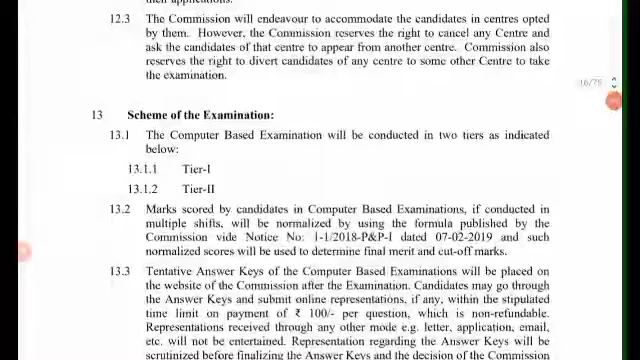 their applications.
12.3 The Commission will endeavour to accommodate the candidates in centres opted
by them. However, the Commission reserves the right to cancel any Centre and
ask the candidates of that centre to appear from another centre. Commission also
reserves the right to divert candidates of any centre to some other Centre to take
the examination.
16/75
13 Scheme of the Examination:
13.1 The Computer Based Examination will be conducted in two tiers as indicated
below:
13.1.1 Tier-I
13.1.2 Tier-II
13.2 Marks scored by candidates in Computer Based Examinations, if conducted in
multiple shifts, will be normalized by using the formula published by the
Commission vide Notice No: 1-1/2018-P&P-I dated 07-02-2019 and such
normalized scores will be used to determine final merit and cut-off marks.
13.3 Tentative Answer Keys of the Computer Based Examinations will be placed on
the website of the Commission after the Examination. Candidates may go through
the Answer Keys and submit online representations, if any, within the stipulated
time limit on payment of ₹ 100/- per question, which is non-refundable.
Representations received through any other mode e.g. letter, application, email,
etc. will not be entertained. Representation regarding the Answer Keys will be
scrutinized before finalizing the Answer Keys and the decision of the Commission